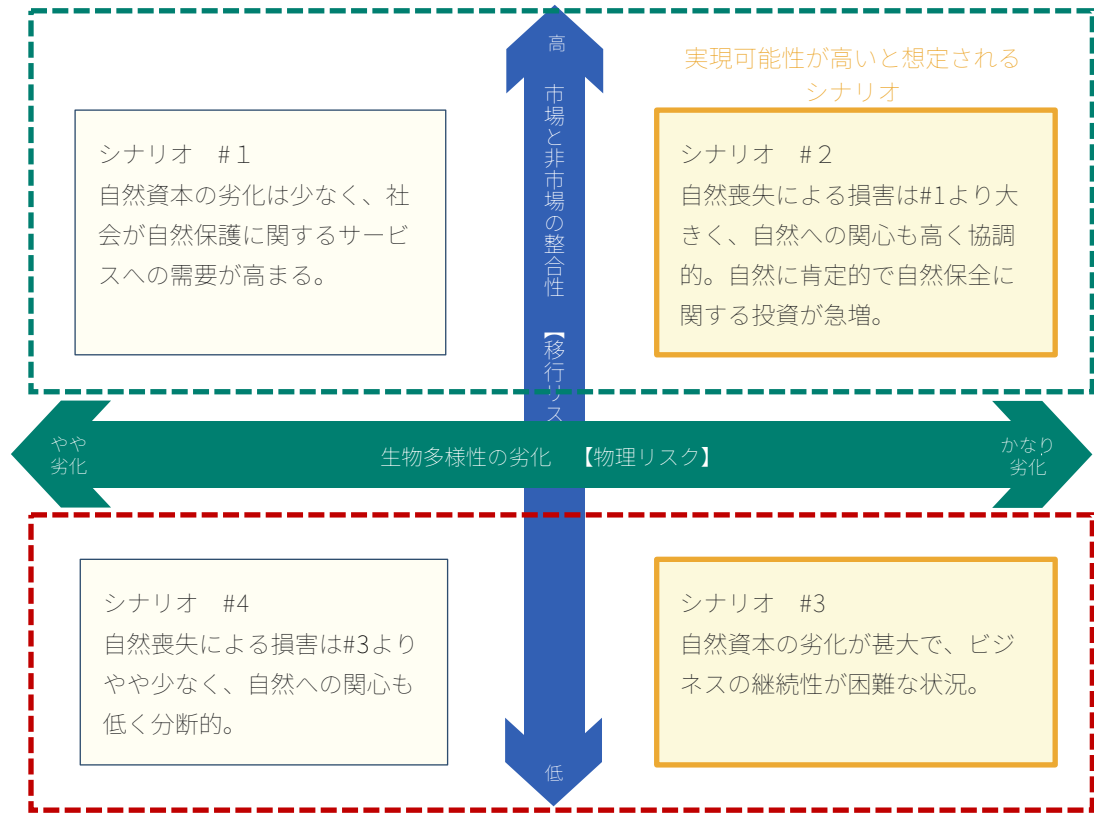 高
実現可能性が高いと想定される
シナリオ
市場と非市場の整合性 【移行リス
シナリオ #１
自然資本の劣化は少なく、社
会が自然保護に関するサービ
スへの需要が高まる。
シナリオ #２
自然喪失による損害は#1より大
きく、自然への関心も高く協調
的。自然に肯定的で自然保全に
関する投資が急増。
やや
劣化
生物多様性の劣化 【物理リスク】
かなり
劣化
シナリオ #4
自然喪失による損害は#3より
やや少なく、自然への関心も
低く分断的。
シナリオ #3
自然資本の劣化が甚大で、ビジ
ネスの継続性が困難な状況。
低